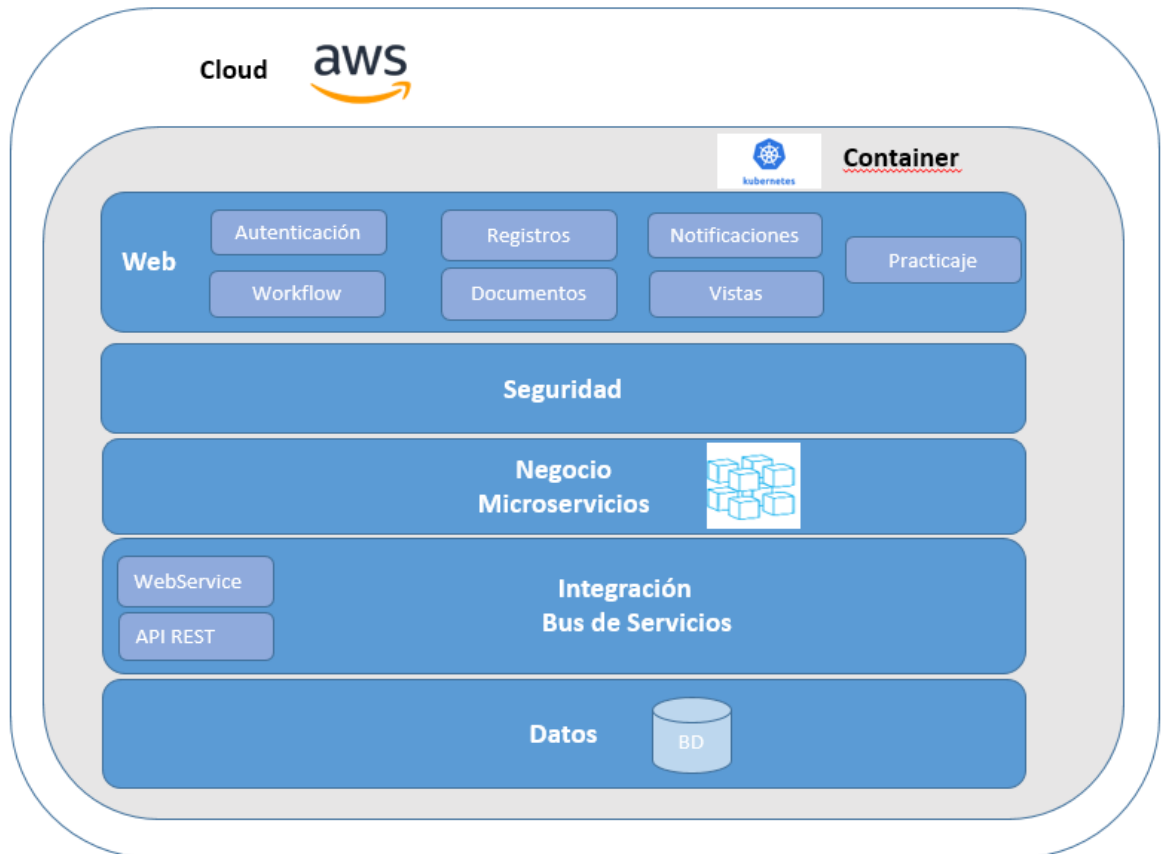 Cloud
aws
kubernetes
Container
Web
Autenticación
Registros
Notificaciones
Practicaje
Workflow
Documentos
Vistas
Seguridad
Negocio
Microservicios
WebService
API REST
Integración
Bus de Servicios
Datos
BD